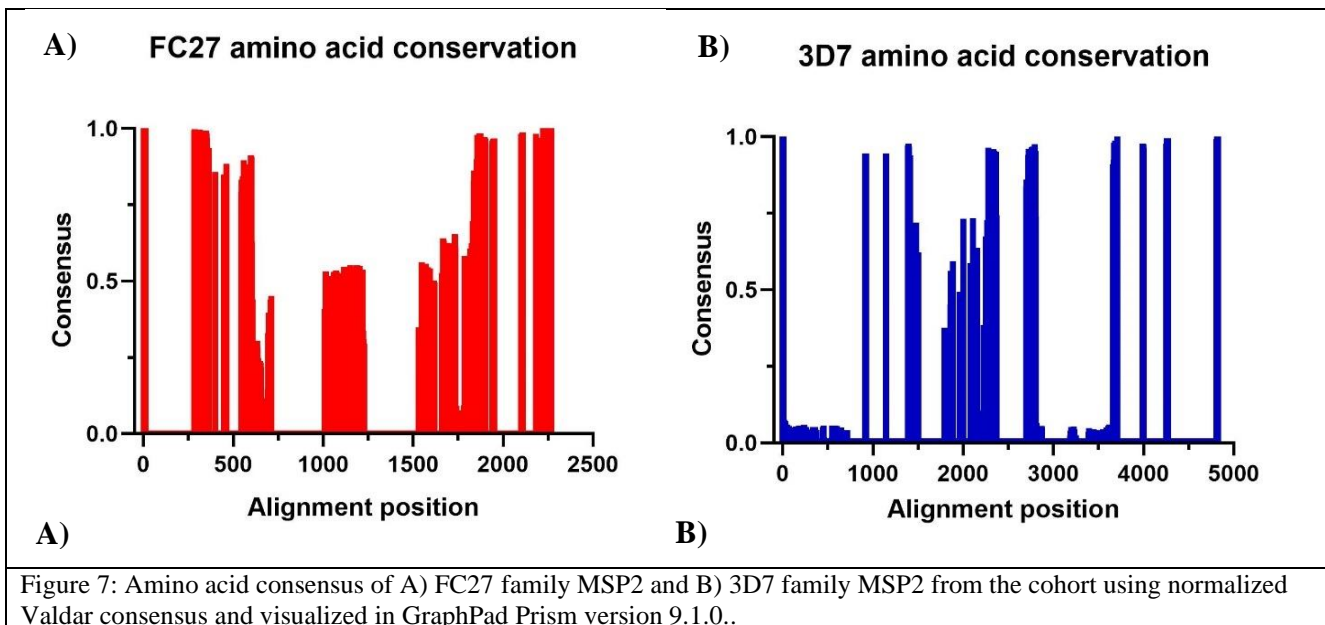 A)
FC27 amino acid conservation
1.0
0.5
0.0
Consensus
0
500
1000
1500
2000
2500
Alignment position
A)
B)
3D7 amino acid conservation
1.0
0.5
0.0
Consensus
0
1000
2000
3000
4000
5000
Alignment position
B)
Figure 7: Amino acid consensus of A) FC27 family MSP2 and B) 3D7 family MSP2 from the cohort using normalized
Valdar consensus and visualized in GraphPad Prism version 9.1.0..